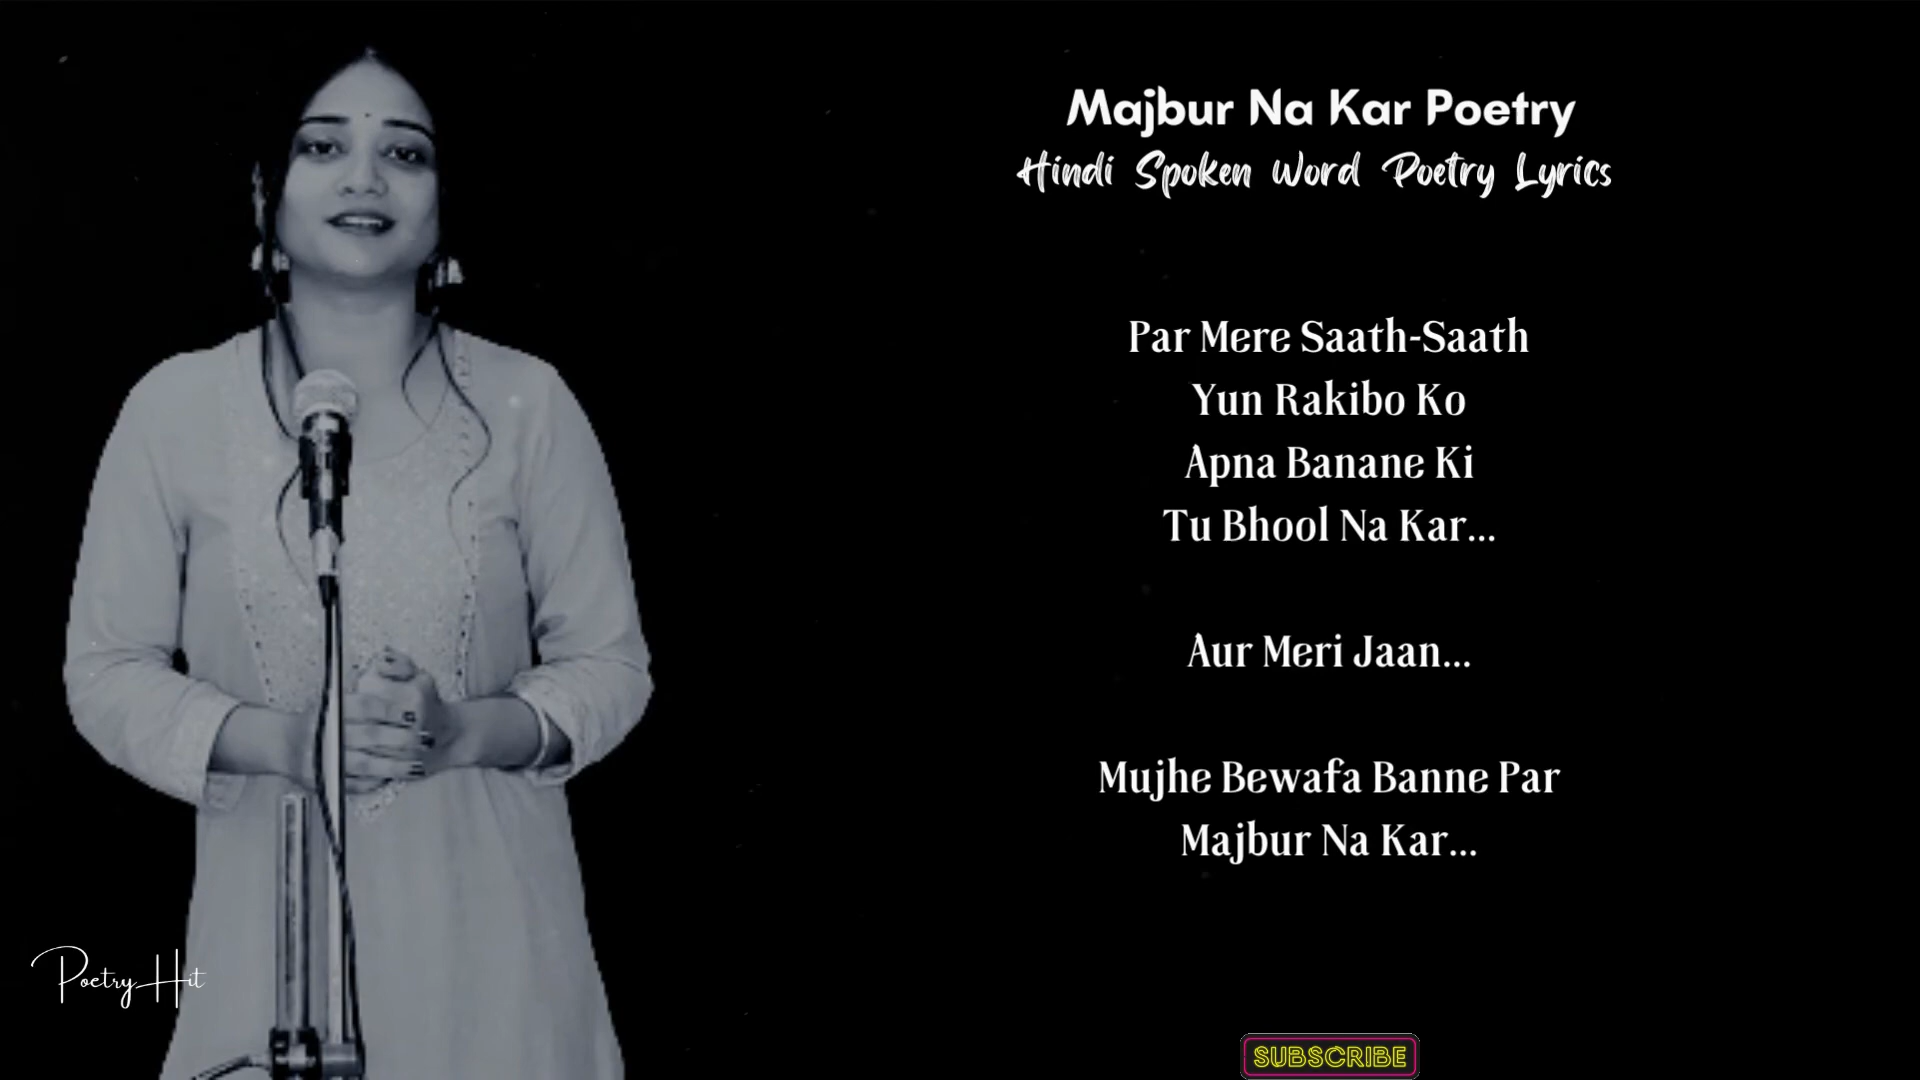 Majbur Na Kar Poetry
Hindi Spoken Word Poetry Lyrics
Par Mere Saath-Saath
Yun Rakibo Ko
Apna Banane Ki
Tu Bhool Na Kar...
Aur Meri Jaan...
Mujhe Bewafa Banne Par
Majbur Na Kar...
Poetry Hit
SUBSCRIBE